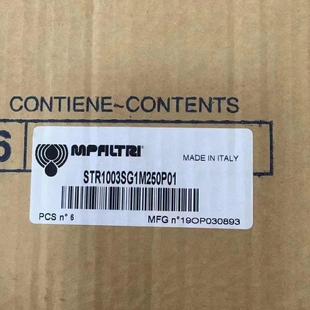 CONTIENE~CONTENTS
6
MPFILTRI®
MADE IN ITALY
STR1003SG1M250P01
PCS n° 6
MFG n°19OP030893